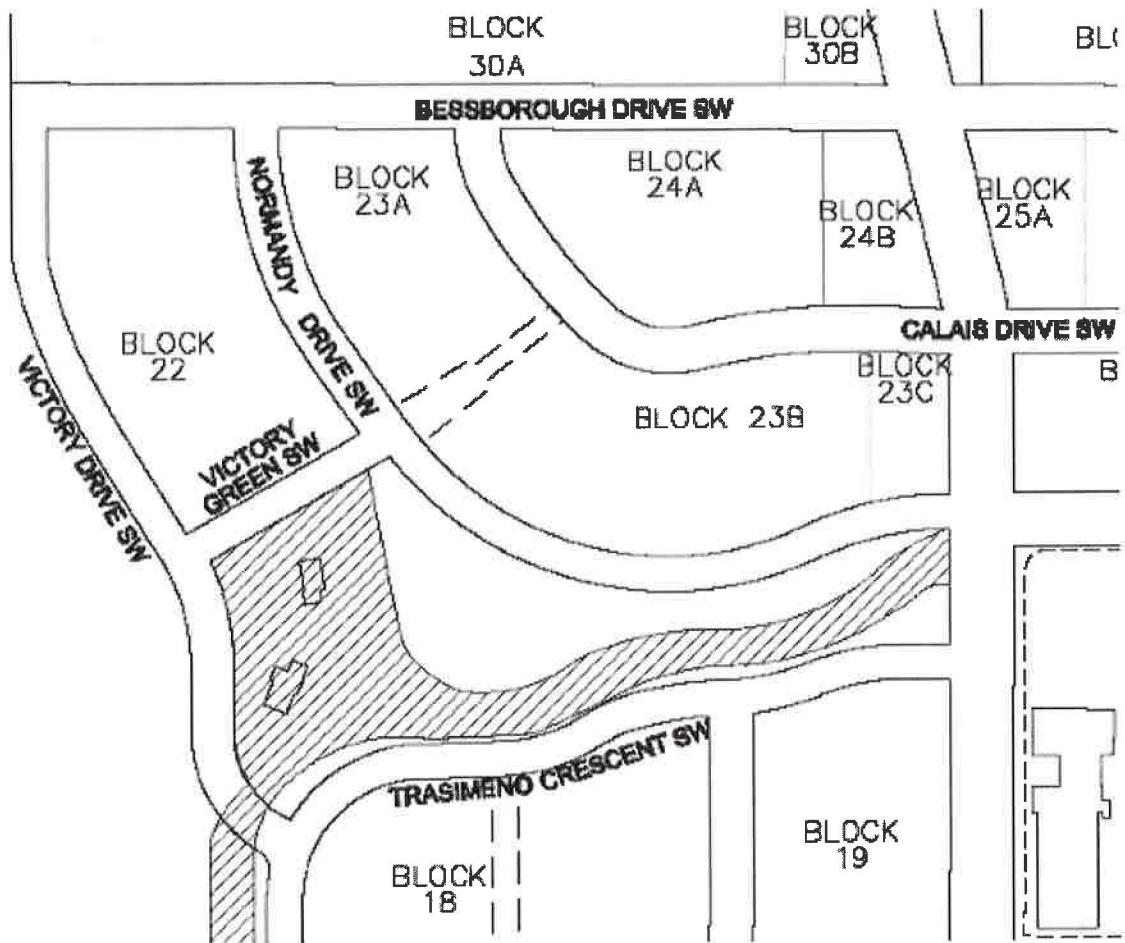 BLOCK
30A
BLOCK
30B
BESSBOROUGH DRIVE SW
BLOCK
23A
BLOCK
24A
BLOCK
24B
BLOCK
25A
NORMANDY DRIVE SW
CALAIS DRIVE SW
BLOCK
22
VICTORY DRIVE SW
BLOCK
23C
B
BLOCK 23B
VICTORY
GREEN SW
TRASIMENO CRESCENT SW
BLOCK
18
BLOCK
19